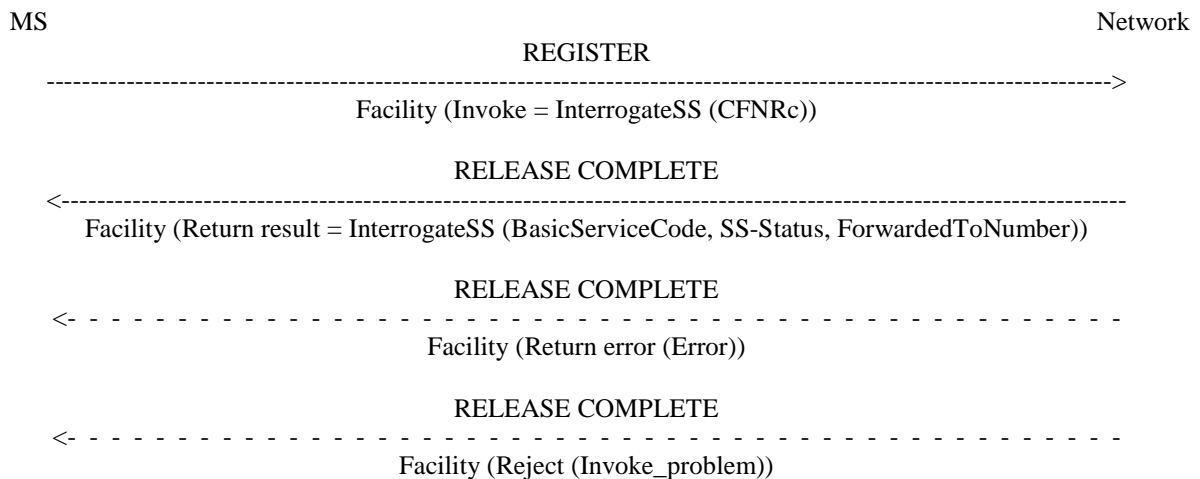 MS Network
REGISTER
------------------------------------------------------------------------------------------------------------------------>
Facility (Invoke = InterrogateSS (CFNRc))
RELEASE COMPLETE
<------------------------------------------------------------------------------------------------------------------------
Facility (Return result = InterrogateSS (BasicServiceCode, SS-Status, ForwardedToNumber))
RELEASE COMPLETE
<- - - - - - - - - - - - - - - - - - - - - - - - - - - - - - - - - - - - - - - - - - - - - - - - -
Facility (Return error (Error))
RELEASE COMPLETE
<- - - - - - - - - - - - - - - - - - - - - - - - - - - - - - - - - - - - - - - - - - - - - - - - -
Facility (Reject (Invoke_problem))